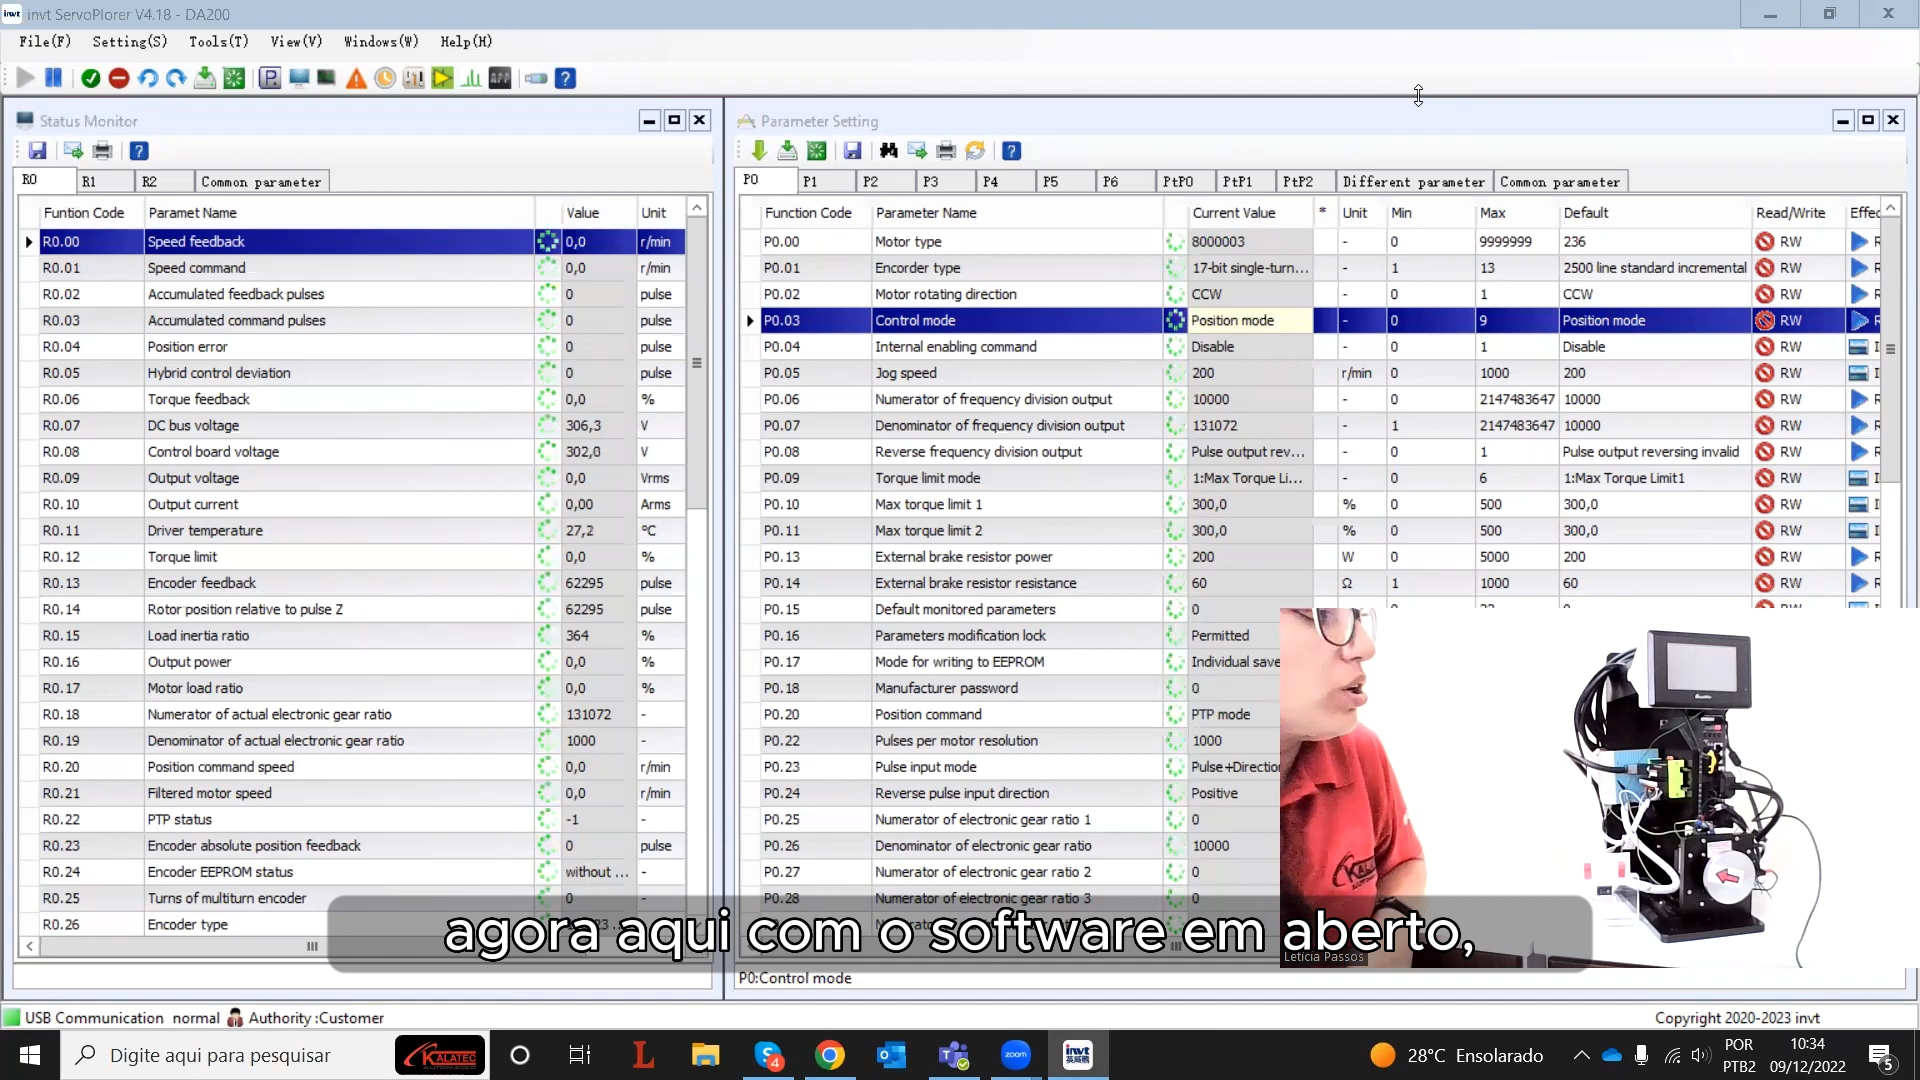 invt ServoPlorer V4.18 - DA200
File(F) Setting(S) Tools(T) View(V) Windows(W) Help(H)
Status Monitor
R0 R1 R2 Common parameter
Funtion Code Paramet Name Value Unit
R0.00 Speed feedback 0,0 r/min
R0.01 Speed command 0,0 r/min
R0.02 Accumulated feedback pulses 0 pulse
R0.03 Accumulated command pulses 0 pulse
R0.04 Position error 0 pulse
R0.05 Hybrid control deviation 0 pulse
R0.06 Torque feedback 0,0 %
R0.07 DC bus voltage 306,3 V
R0.08 Control board voltage 302,0 V
R0.09 Output voltage 0,0 Vrms
R0.10 Output current 0,00 Arms
R0.11 Driver temperature 27,2 ºC
R0.12 Torque limit 0,0 %
R0.13 Encoder feedback 62295 pulse
R0.14 Rotor position relative to pulse Z 62295 pulse
R0.15 Load inertia ratio 364 %
R0.16 Output power 0,0 %
R0.17 Motor load ratio 0,0 %
R0.18 Numerator of actual electronic gear ratio 131072 -
R0.19 Denominator of actual electronic gear ratio 1000 -
R0.20 Position command speed 0,0 r/min
R0.21 Filtered motor speed 0,0 r/min
R0.22 PTP status -1 -
R0.23 Encoder absolute position feedback 0 pulse
R0.24 Encoder EEPROM status without ... -
R0.25 Turns of multiturn encoder 0
R0.26 Encoder type
Parameter Setting
P0 P1 P2 P3 P4 P5 P6 PtP0 PtP1 PtP2 Different parameter Common parameter
Function Code Parameter Name Current Value * Unit Min Max Default Read/Write Effec
P0.00 Motor type 8000003 - 0 9999999 236 RW
P0.01 Encorder type 17-bit single-turn... - 1 13 2500 line standard incremental RW
P0.02 Motor rotating direction CCW - 0 1 CCW RW
P0.03 Control mode Position mode - 0 9 Position mode RW
P0.04 Internal enabling command Disable - 0 1 Disable RW
P0.05 Jog speed 200 r/min 0 1000 200 RW
P0.06 Numerator of frequency division output 10000 - 0 2147483647 10000 RW
P0.07 Denominator of frequency division output 131072 - 1 2147483647 10000 RW
P0.08 Reverse frequency division output Pulse output rev... - 0 1 Pulse output reversing invalid RW
P0.09 Torque limit mode 1:Max Torque Li... - 0 6 1:Max Torque Limit1 RW
P0.10 Max torque limit 1 300,0 % 0 500 300,0 RW
P0.11 Max torque limit 2 300,0 % 0 500 300,0 RW
P0.13 External brake resistor power 200 W 0 5000 200 RW
P0.14 External brake resistor resistance 60 Ω 1 1000 60 RW
P0.15 Default monitored parameters 0
P0.16 Parameters modification lock Permitted
P0.17 Mode for writing to EEPROM Individual save
P0.18 Manufacturer password 0
P0.20 Position command PTP mode
P0.22 Pulses per motor resolution 1000
P0.23 Pulse input mode Pulse+Direction
P0.24 Reverse pulse input direction Positive
P0.25 Numerator of electronic gear ratio 1 0
P0.26 Denominator of electronic gear ratio 10000
P0.27 Numerator of electronic gear ratio 2 0
P0.28 Numerator of electronic gear ratio 3 0
KALATEC
agora aqui com o software em aberto,
Letícia Passos
P0:Control mode
USB Communication normal Authority :Customer Copyright 2020-2023 invt
Digite aqui para pesquisar KALATEC AUTOMAÇÃO 4 zoom invt 28°C Ensolarado POR PTB2 10:34 09/12/2022 5